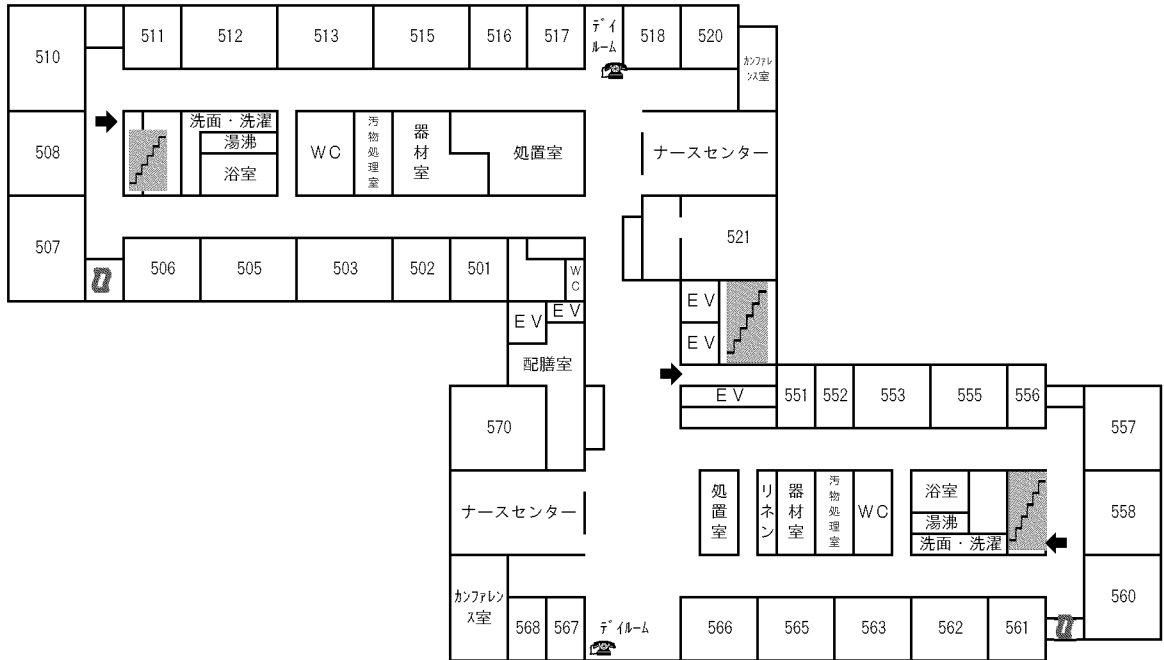 510
511
512
513
515
516
517
ﾃﾞｲ
ﾙｰﾑ
518
520
ｶﾝﾌｧﾚ
ﾝｽ室
508
洗面・洗濯
湯沸
浴室
WC
汚物処理室
器材室
処置室
ナースセンター
507
506
505
503
502
501
WC
521
EV
EV
EV
EV
配膳室
EV
551
552
553
555
556
557
570
ナースセンター
処置室
リネン
器材室
汚物処理室
WC
浴室
湯沸
洗面・洗濯
558
ｶﾝﾌｧﾚﾝ
ｽ室
568
567
ﾃﾞｲﾙｰﾑ
566
565
563
562
561
560